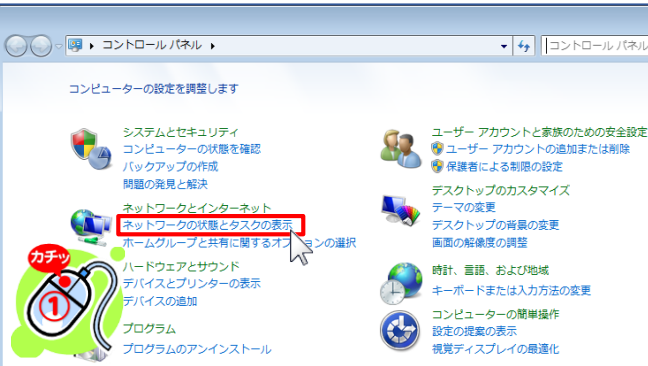 コントロール パネル
コントロール パネル
コンピューターの設定を調整します
システムとセキュリティ
コンピューターの状態を確認
バックアップの作成
問題の発見と解決
ネットワークとインターネット
ネットワークの状態とタスクの表示
ホームグループと共有に関するオプションの選択
ハードウェアとサウンド
デバイスとプリンターの表示
デバイスの追加
プログラム
プログラムのアンインストール
ユーザー アカウントと家族のための安全設定
ユーザー アカウントの追加または削除
保護者による制限の設定
デスクトップのカスタマイズ
テーマの変更
デスクトップの背景の変更
画面の解像度の調整
時計、言語、および地域
キーボードまたは入力方法の変更
コンピューターの簡単操作
設定の提案の表示
視覚ディスプレイの最適化
カチッ
1